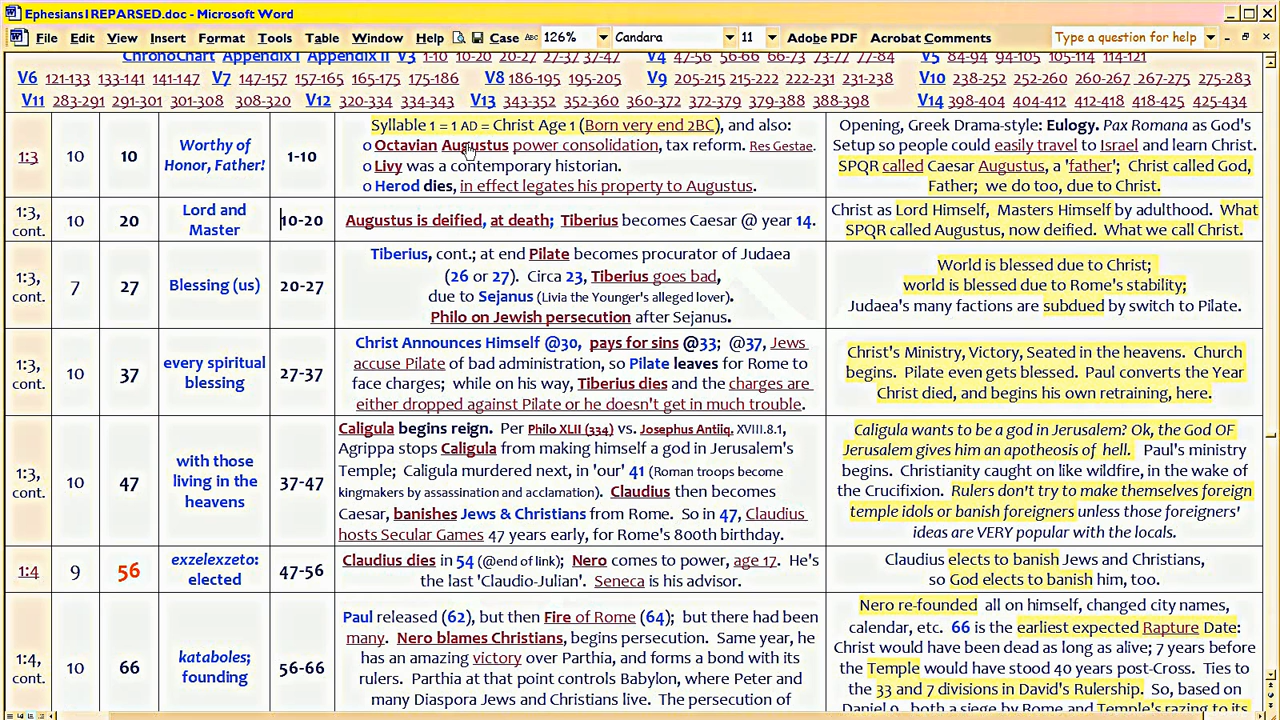 Ephesians1REPARSED.doc - Microsoft Word
File Edit View Insert Format Tools Table Window Help Case 126% Candara 11 Adobe PDF Acrobat Comments Type a question for help
ChronoChart Appendix I Appendix II V3 1-10 10-20 20-27 27-37 37-47 V4 47-56 56-66 66-73 73-77 77-84 V5 84-94 94-105 105-114 114-121
V6 121-133 133-141 141-147 V7 147-157 157-165 165-175 175-186 V8 186-195 195-205 V9 205-215 215-222 222-231 231-238 V10 238-252 252-260 260-267 267-275 275-283
V11 283-291 291-301 301-308 308-320 V12 320-334 334-343 V13 343-352 352-360 360-372 372-379 379-388 388-398 V14 398-404 404-412 412-418 418-425 425-434
1:3
10
10
Worthy of
Honor, Father!
1-10
Syllable 1 = 1 AD = Christ Age 1 (Born very end 2BC), and also:
o Octavian Augustus power consolidation, tax reform. Res Gestae.
o Livy was a contemporary historian.
o Herod dies, in effect legates his property to Augustus.
Opening, Greek Drama-style: Eulogy. Pax Romana as God's
Setup so people could easily travel to Israel and learn Christ.
SPQR called Caesar Augustus, a 'father'; Christ called God,
Father; we do too, due to Christ.
1:3,
cont.
10
20
Lord and
Master
10-20
Augustus is deified, at death; Tiberius becomes Caesar @ year 14.
Christ as Lord Himself, Masters Himself by adulthood. What
SPQR called Augustus, now deified. What we call Christ.
1:3,
cont.
7
27
Blessing (us)
20-27
Tiberius, cont.; at end Pilate becomes procurator of Judaea
(26 or 27). Circa 23, Tiberius goes bad,
due to Sejanus (Livia the Younger's alleged lover).
Philo on Jewish persecution after Sejanus.
World is blessed due to Christ;
world is blessed due to Rome's stability;
Judaea's many factions are subdued by switch to Pilate.
1:3,
cont.
10
37
every spiritual
blessing
27-37
Christ Announces Himself @30, pays for sins @33; @37, Jews
accuse Pilate of bad administration, so Pilate leaves for Rome to
face charges; while on his way, Tiberius dies and the charges are
either dropped against Pilate or he doesn't get in much trouble.
Christ's Ministry, Victory, Seated in the heavens. Church
begins. Pilate even gets blessed. Paul converts the Year
Christ died, and begins his own retraining, here.
1:3,
cont.
10
47
with those
living in the
heavens
37-47
Caligula begins reign. Per Philo XLII (334) vs. Josephus Antiiq. XVIII.8.1,
Agrippa stops Caligula from making himself a god in Jerusalem's
Temple; Caligula murdered next, in 'our' 41 (Roman troops become
kingmakers by assassination and acclamation). Claudius then becomes
Caesar, banishes Jews & Christians from Rome. So in 47, Claudius
hosts Secular Games 47 years early, for Rome's 800th birthday.
Caligula wants to be a god in Jerusalem? Ok, the God OF
Jerusalem gives him an apotheosis of hell. Paul's ministry
begins. Christianity caught on like wildfire, in the wake of
the Crucifixion. Rulers don't try to make themselves foreign
temple idols or banish foreigners unless those foreigners'
ideas are VERY popular with the locals.
1:4
9
56
exzelexzeto:
elected
47-56
Claudius dies in 54 (@end of link); Nero comes to power, age 17. He's
the last 'Claudio-Julian'. Seneca is his advisor.
Claudius elects to banish Jews and Christians,
so God elects to banish him, too.
1:4,
cont.
10
66
kataboles;
founding
56-66
Paul released (62), but then Fire of Rome (64); but there had been
many. Nero blames Christians, begins persecution. Same year, he
has an amazing victory over Parthia, and forms a bond with its
rulers. Parthia at that point controls Babylon, where Peter and
many Diaspora Jews and Christians live. The persecution of
Nero re-founded all on himself, changed city names,
calendar, etc. 66 is the earliest expected Rapture Date:
Christ would have been dead as long as alive; 7 years before
the Temple would have stood 40 years post-Cross. Ties to
the 33 and 7 divisions in David's Rulership. So, based on
Daniel 9, both a siege by Rome and Temple's razing to its